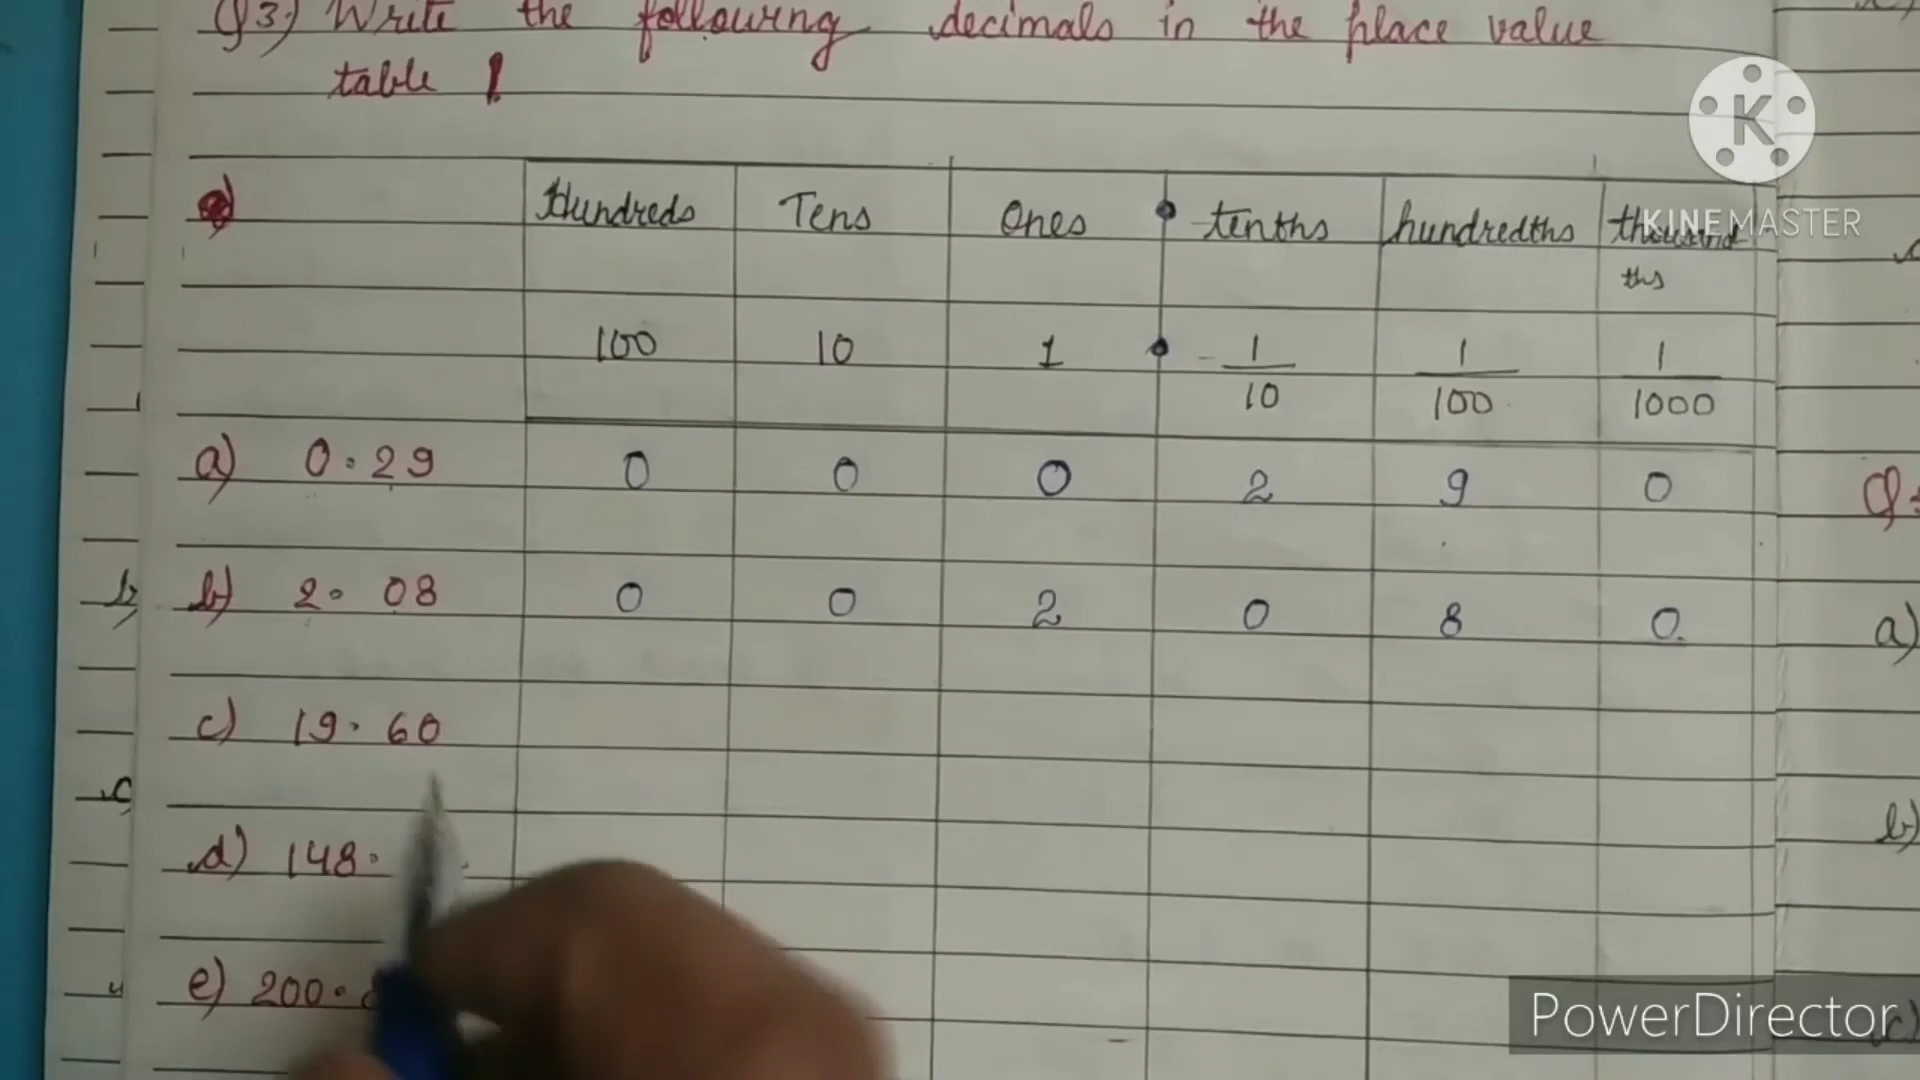 Q3) Write the following decimals in the place value
table !
K
KINEMASTER
Hundreds Tens Ones • tenths hundredths thousand
ths
100 10 1 • 1/10 1/100 1/1000
a) 0.29 0 0 0 2 9 0
b) 2.08 0 0 2 0 8 0
c) 19.60
d) 148.
e) 200.
a)
b)
c)
PowerDirector